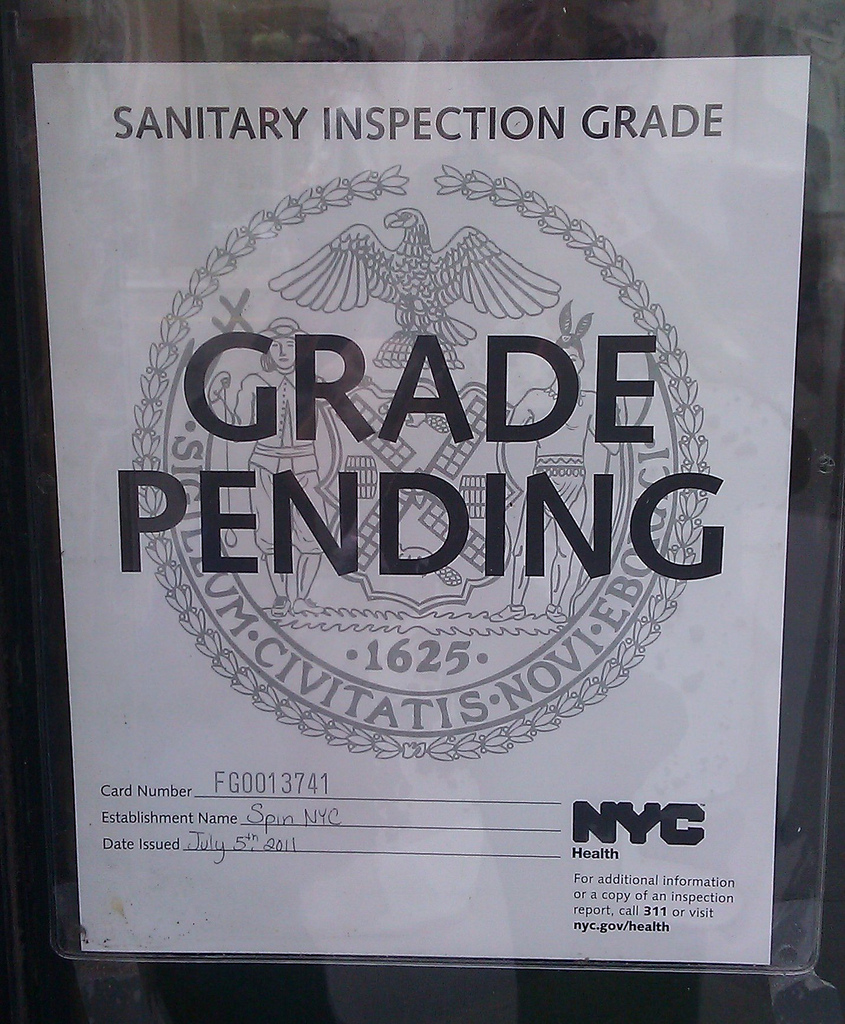 SANITARY INSPECTION GRADE
GRADE
PENDING
SIGILLUM · CIVITATIS · NOVI · EBORACI
· 1625 ·
Card Number FG0013741
Establishment Name Spin NYC
Date Issued July 5th 2011
NYC™
Health
For additional information
or a copy of an inspection
report, call 311 or visit
nyc.gov/health